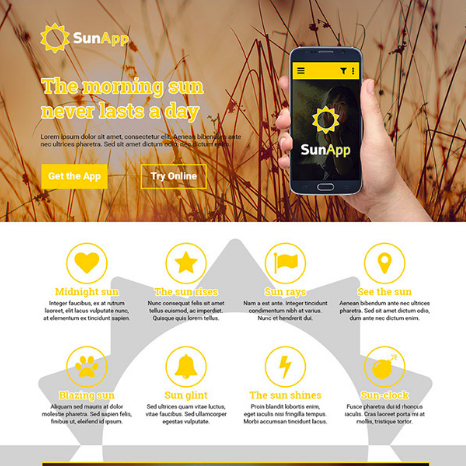 SunApp
The morning sun
never lasts a day
Lorem ipsum dolor sit amet, consectetur elit. Aenean bibendum ante
nec ultrices pharetra. Sed sit amet dictum odio, nec dictum enim.
Get the App
Try Online
SunApp
Midnight sun
Integer faucibus, ex at rutrum
laoreet, elit lacus vulputate nunc,
at elementum ex tincidunt sapien.
The sun rises
Nunc consequat felis sit amet
tellus euismod, ac imperdiet.
Quisque quis lorem tellus.
Sun rays
Nam a est ante. Integer tincidunt
condimentum nibh at varius.
Nunc et hendrerit dui.
See the sun
Aenean bibendum ante nec ultrices
pharetra. Sed sit amet dictum odio,
dum ante nec dictum enim.
Blazing sun
Aliquam sed mauris at dolor
molestie pharetra. Sed sapien felis,
finibus ut, eleifend id ipsum.
Sun glint
Sed ultrices quam vitae luctus,
vitae faucibus. Sed ullamcorper
egestas vulputate.
The sun shines
Proin blandit lobortis enim,
eget iaculis nisi fringilla tempus.
Morbi accumsan tincidunt lacus.
Sun-clock
Fusce pharetra dui id rhoncus
iaculis. Cras laoreet porta mi at
mollis, tristique tortor.